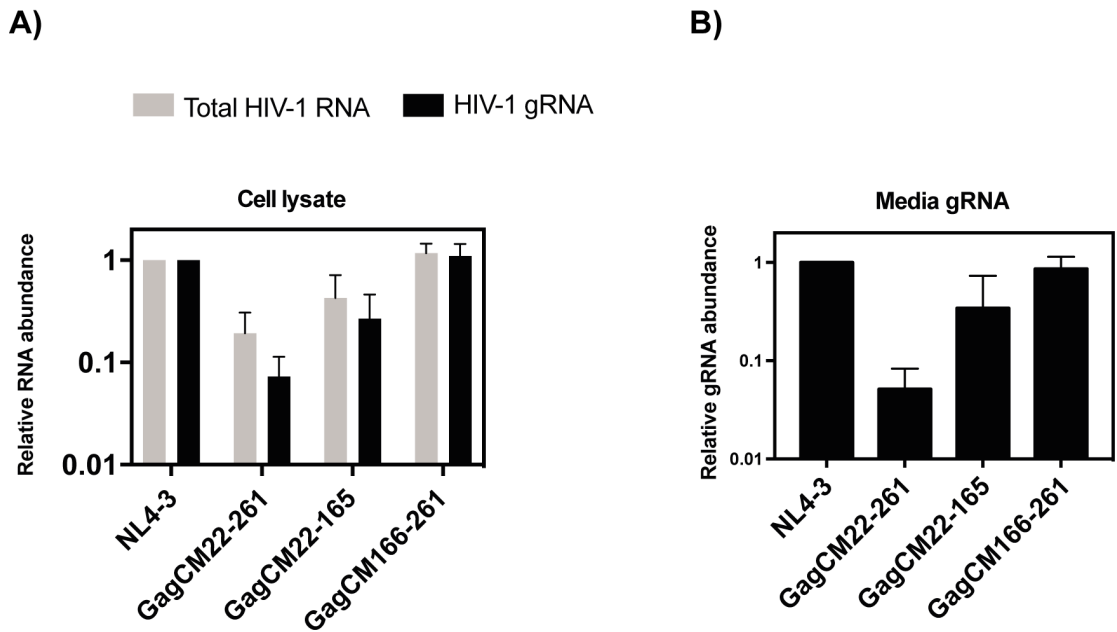 A)
Total HIV-1 RNA
HIV-1 gRNA
Cell lysate
Relative RNA abundance
1
0.1
0.01
NL4-3
GagCM22-261
GagCM22-165
GagCM166-261
B)
Media gRNA
Relative gRNA abundance
1
0.1
0.01
NL4-3
GagCM22-261
GagCM22-165
GagCM166-261